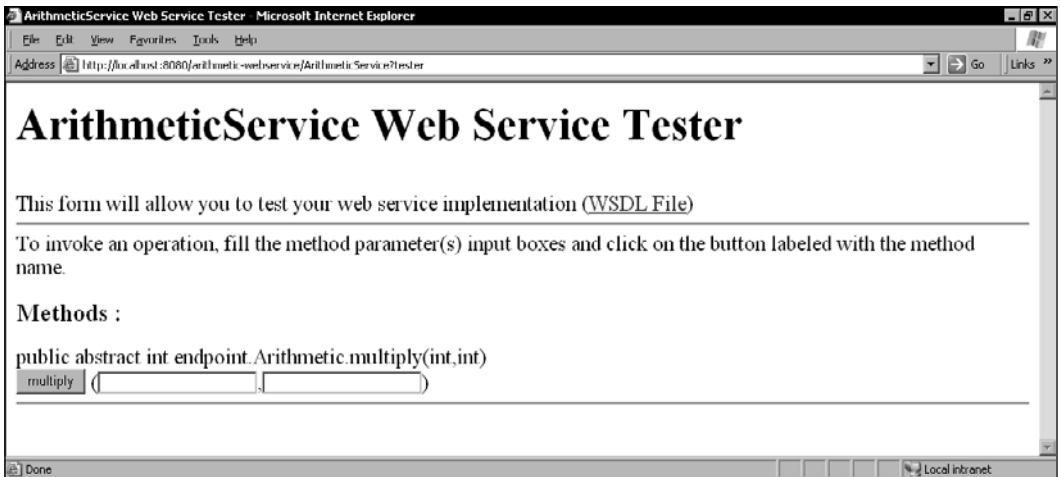 ArithmeticService Web Service Tester - Microsoft Internet Explorer
File Edit View Favorites Tools Help
Address http://localhost:8080/arithmetic-webservice/ArithmeticService?tester Go Links »
ArithmeticService Web Service Tester
This form will allow you to test your web service implementation (WSDL File)
To invoke an operation, fill the method parameter(s) input boxes and click on the button labeled with the method
name.
Methods :
public abstract int endpoint.Arithmetic.multiply(int,int)
multiply ( , )
Done Local intranet